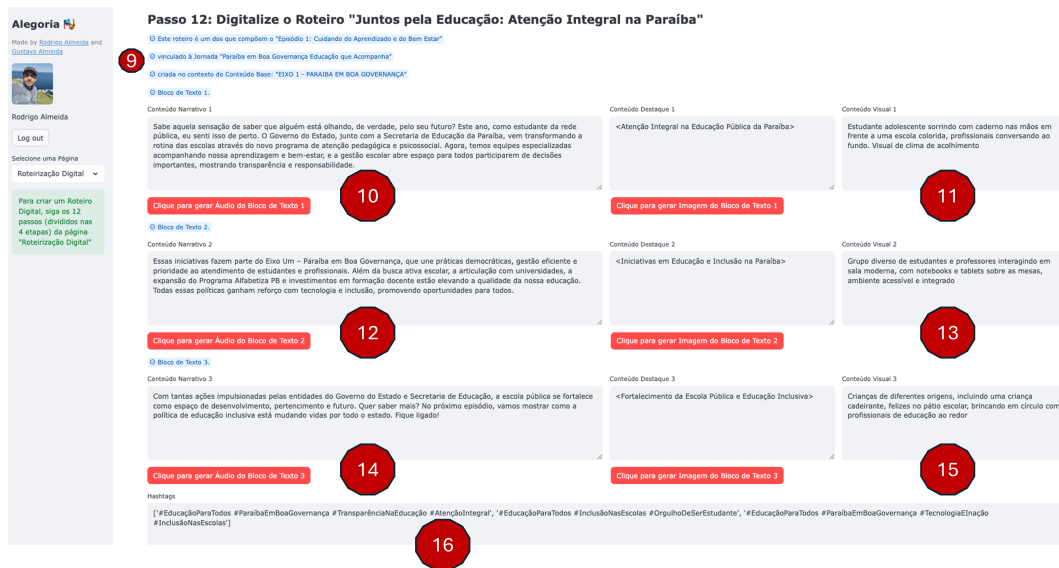 Alegoria
Made by Rodrigo Almeida and
Gustavo Almeida
Rodrigo Almeida
Log out
Selecione uma Página
Roteirização Digital
Para criar um Roteiro
Digital, siga os 12
passos (divididos nas
4 etapas) da página
"Roteirização Digital"
Passo 12: Digitalize o Roteiro "Juntos pela Educação: Atenção Integral na Paraíba"
Este roteiro é um dos que compõem o "Episódio 1: Cuidando do Aprendizado e do Bem Estar"
9
vinculado à Jornada "Paraíba em Boa Governança Educação que Acompanha"
criada no contexto do Conteúdo Base: "EIXO 1 - PARAIBA EM BOA GOVERNANÇA"
Bloco de Texto 1.
Conteúdo Narrativo 1
Sabe aquela sensação de saber que alguém está olhando, de verdade, pelo seu futuro? Este ano, como estudante da rede
pública, eu senti isso de perto. O Governo do Estado, junto com a Secretaria de Educação da Paraíba, vem transformando a
rotina das escolas através do novo programa de atenção pedagógica e psicossocial. Agora, temos equipes especializadas
acompanhando nossa aprendizagem e bem-estar, e a gestão escolar abre espaço para todos participarem de decisões
importantes, mostrando transparência e responsabilidade.
Conteúdo Destaque 1
<Atenção Integral na Educação Pública da Paraíba>
Conteúdo Visual 1
Estudante adolescente sorrindo com caderno nas mãos em
frente a uma escola colorida, profissionais conversando ao
fundo. Visual de clima de acolhimento
10
11
Clique para gerar Áudio do Bloco de Texto 1
Clique para gerar Imagem do Bloco de Texto 1
Bloco de Texto 2.
Conteúdo Narrativo 2
Essas iniciativas fazem parte do Eixo Um – Paraíba em Boa Governança, que une práticas democráticas, gestão eficiente e
prioridade ao atendimento de estudantes e profissionais. Além da busca ativa escolar, a articulação com universidades, a
expansão do Programa Alfabetiza PB e investimentos em formação docente estão elevando a qualidade da nossa educação.
Todas essas políticas ganham reforço com tecnologia e inclusão, promovendo oportunidades para todos.
Conteúdo Destaque 2
<Iniciativas em Educação e Inclusão na Paraíba>
Conteúdo Visual 2
Grupo diverso de estudantes e professores interagindo em
sala moderna, com notebooks e tablets sobre as mesas,
ambiente acessível e integrado
12
13
Clique para gerar Áudio do Bloco de Texto 2
Clique para gerar Imagem do Bloco de Texto 2
Bloco de Texto 3.
Conteúdo Narrativo 3
Com tantas ações impulsionadas pelas entidades do Governo do Estado e Secretaria de Educação, a escola pública se fortalece
como espaço de desenvolvimento, pertencimento e futuro. Quer saber mais? No próximo episódio, vamos mostrar como a
política de educação inclusiva está mudando vidas por todo o estado. Fique ligado!
Conteúdo Destaque 3
<Fortalecimento da Escola Pública e Educação Inclusiva>
Conteúdo Visual 3
Crianças de diferentes origens, incluindo uma criança
cadeirante, felizes no pátio escolar, brincando em círculo com
profissionais de educação ao redor
14
15
Clique para gerar Áudio do Bloco de Texto 3
Clique para gerar Imagem do Bloco de Texto 3
Hashtags
['#EducaçãoParaTodos #ParaíbaEmBoaGovernança #TransparênciaNaEducação #AtençãoIntegral', '#EducaçãoParaTodos #InclusãoNasEscolas #OrgulhoDeSerEstudante', '#EducaçãoParaTodos #ParaíbaEmBoaGovernança #TecnologiaEInação
#InclusãoNasEscolas']
16